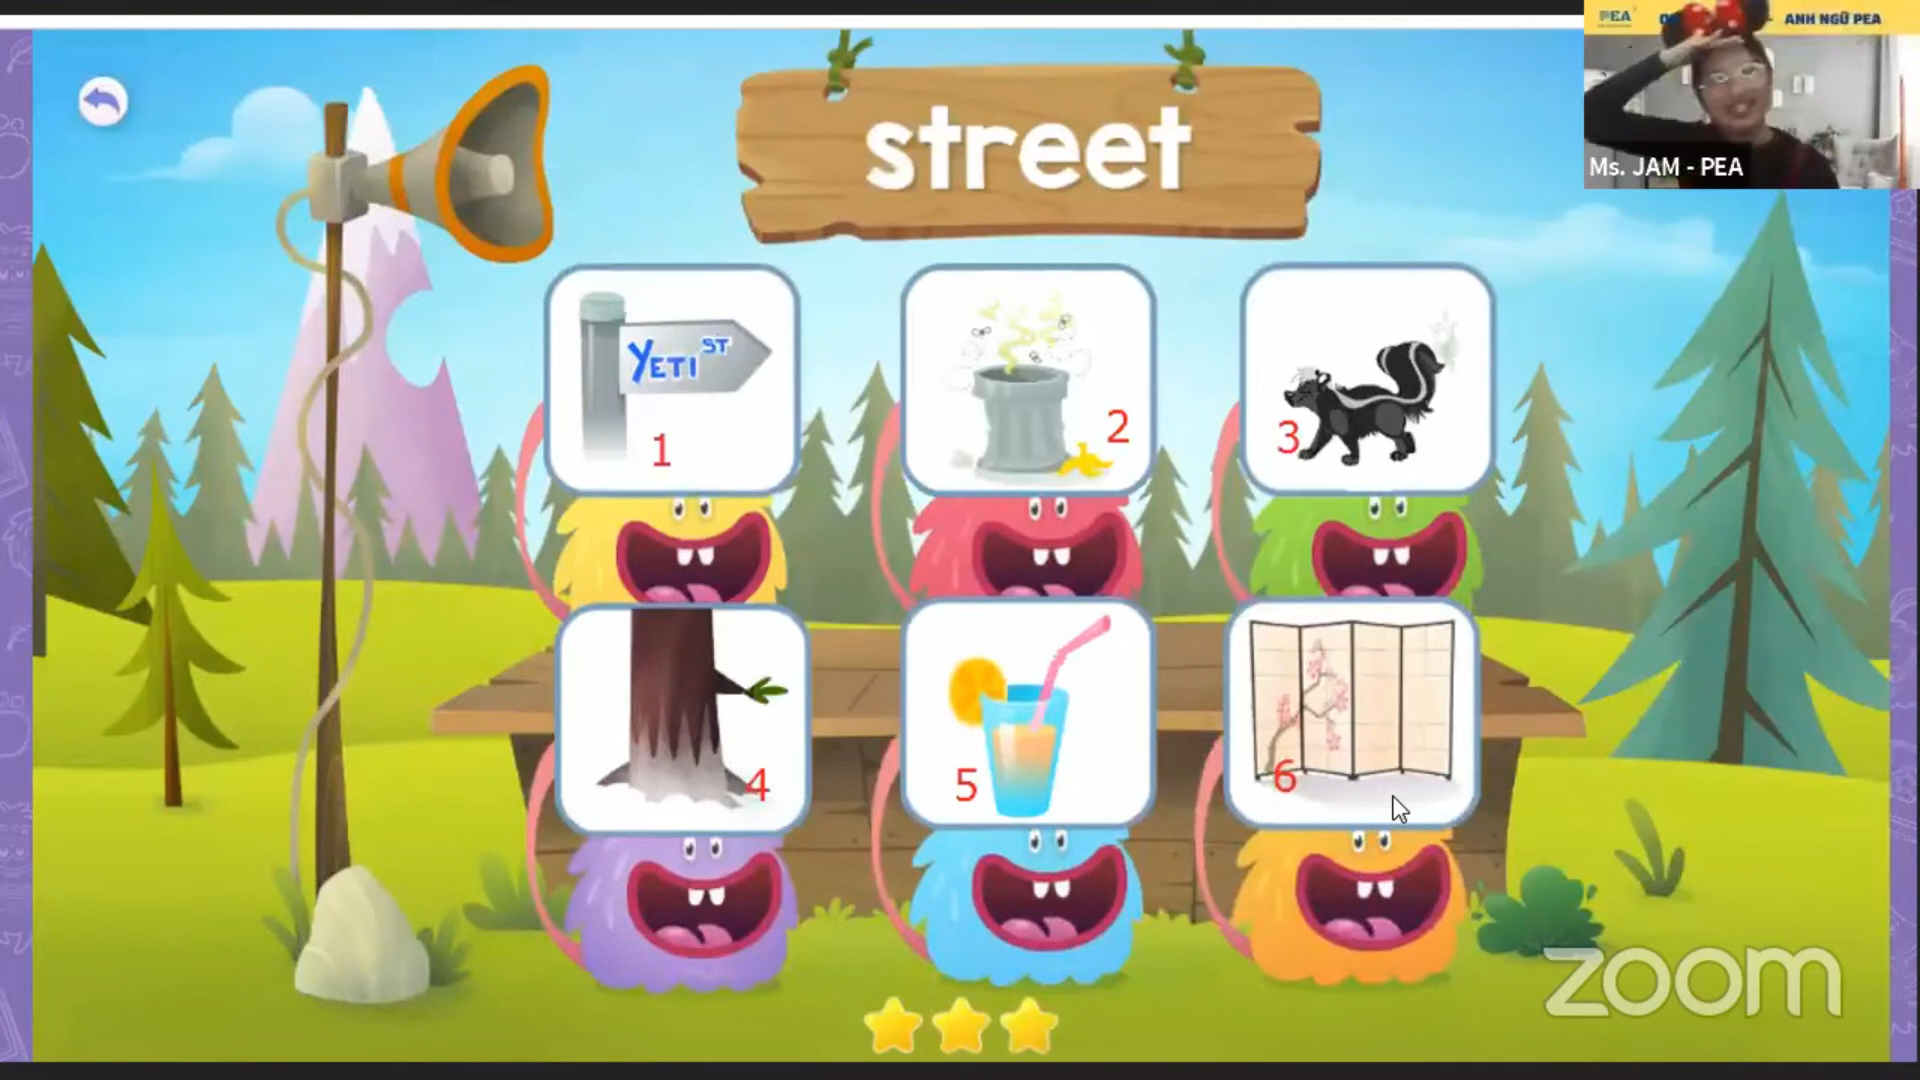 PEA
ANH NGỮ PEA
street
Ms. JAM - PEA
YETI ST
1
2
3
4
5
6
zoom